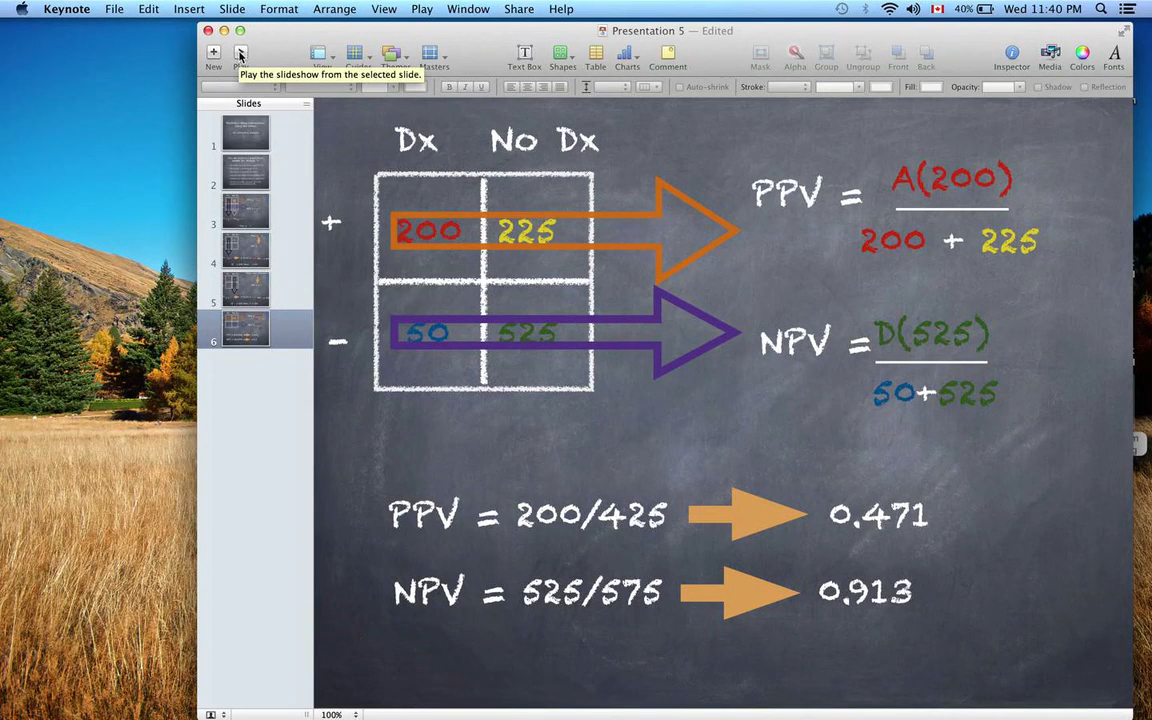 Keynote File Edit Insert Slide Format Arrange View Play Window Share Help 40% Wed 11:40 PM
Presentation 5 — Edited
New Play View Guides Themes Masters Text Box Shapes Table Charts Comment Mask Alpha Group Ungroup Front Back Inspector Media Colors Fonts
Play the slideshow from the selected slide.
B I U Auto-shrink Stroke: Fill: Opacity: Shadow Reflection
Slides
1
2
3
4
5
6
Dx No Dx
+ 200 225
- 50 525
PPV = A(200)
200 + 225
NPV = D(525)
50+525
PPV = 200/425 0.471
NPV = 525/575 0.913
100%